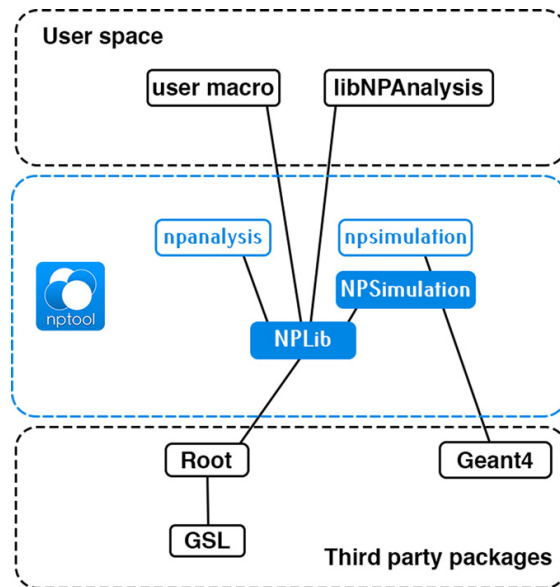 User space
user macro
libNPAnalysis
npanalysis
npsimulation
NPSimulation
nptool
NPLib
Root
Geant4
GSL
Third party packages